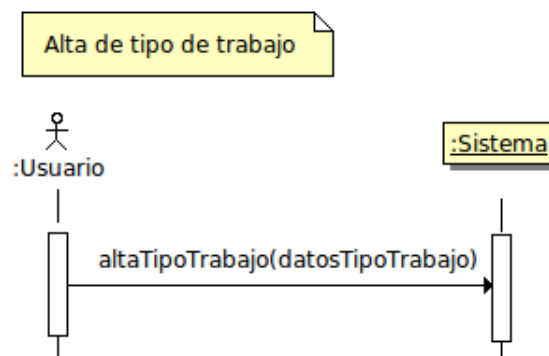 Alta de tipo de trabajo
:Usuario
:Sistema
altaTipoTrabajo(datosTipoTrabajo)